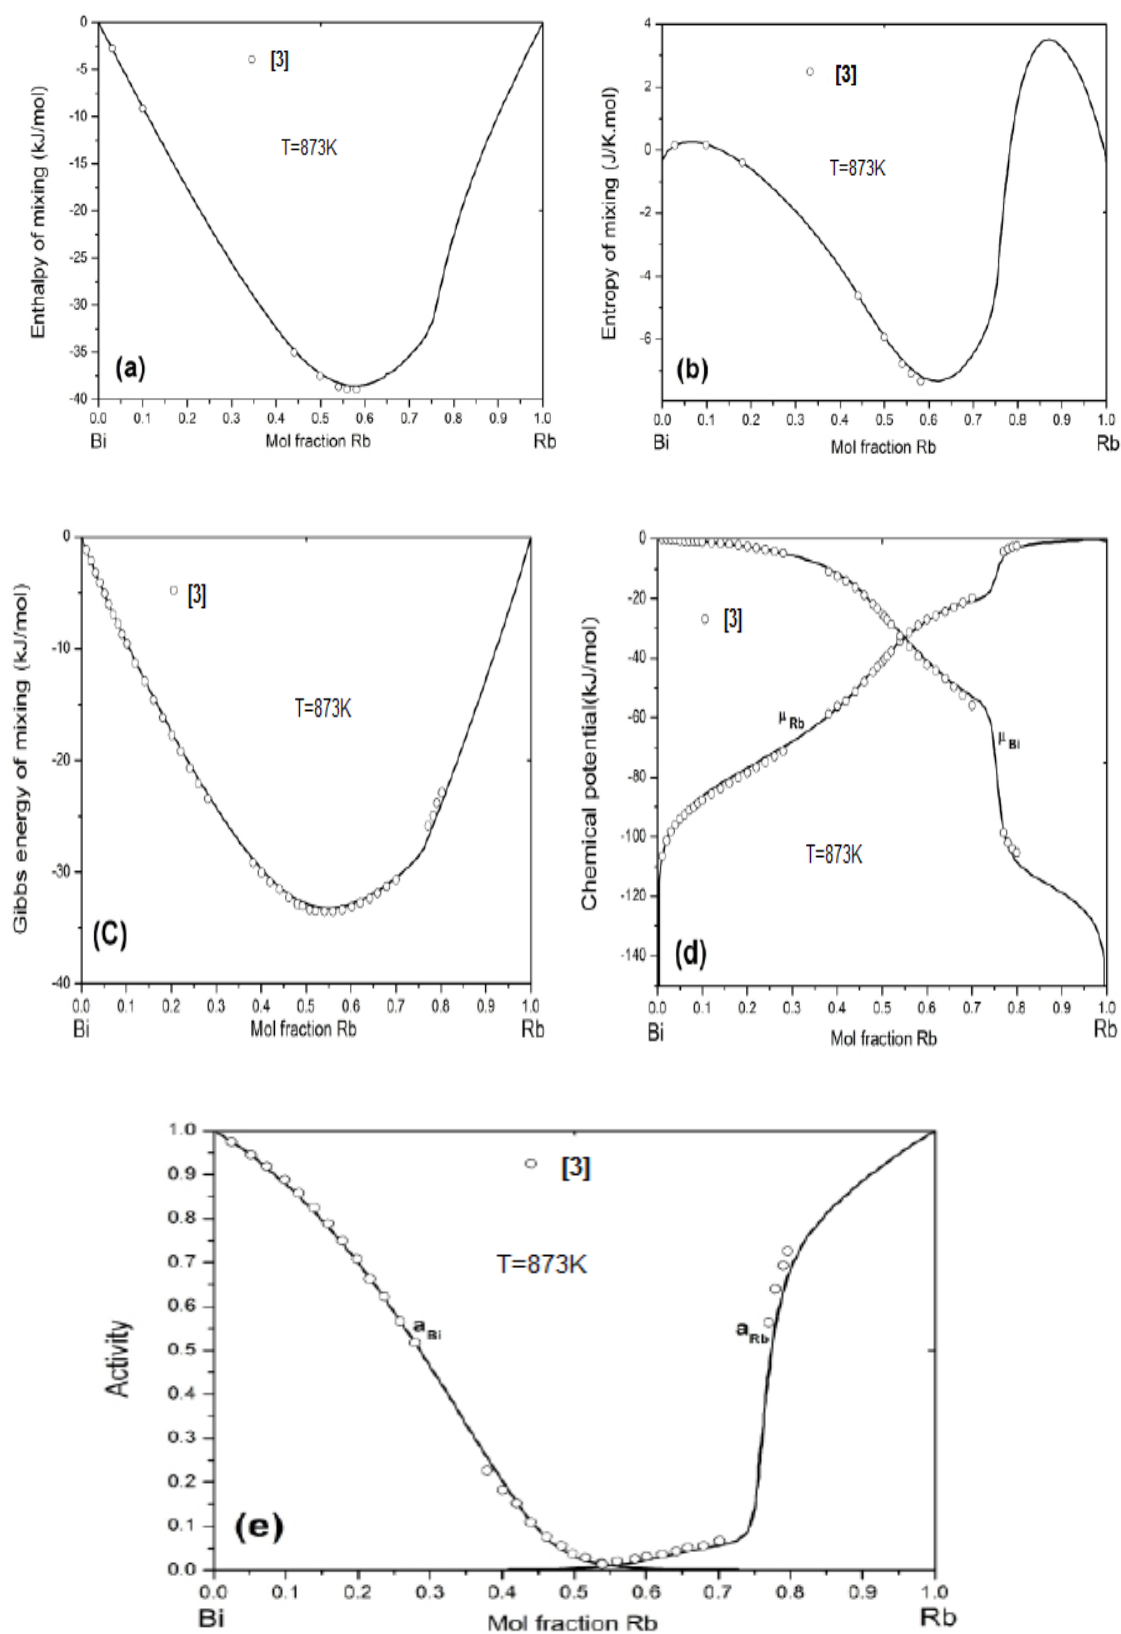 Enthalpy of mixing (kJ/mol)
0
-5
-10
-15
-20
-25
-30
-35
-40
[3]
T=873K
(a)
0.0 0.1 0.2 0.3 0.4 0.5 0.6 0.7 0.8 0.9 1.0
Bi Mol fraction Rb Rb
Entropy of mixing (J/K.mol)
4
2
0
-2
-4
-6
[3]
T=873K
(b)
0.0 0.1 0.2 0.3 0.4 0.5 0.6 0.7 0.8 0.9 1.0
Bi Mol fraction Rb Rb
Gibbs energy of mixing (kJ/mol)
0
-10
-20
-30
-40
[3]
T=873K
(C)
0.0 0.1 0.2 0.3 0.4 0.5 0.6 0.7 0.8 0.9 1.0
Bi Mol fraction Rb Rb
Chemical potential(kJ/mol)
0
-20
-40
-60
-80
-100
-120
-140
[3]
μRb
μBi
T=873K
(d)
0.0 0.1 0.2 0.3 0.4 0.5 0.6 0.7 0.8 0.9 1.0
Bi Mol fraction Rb Rb
Activity
1.0
0.9
0.8
0.7
0.6
0.5
0.4
0.3
0.2
0.1
0.0
[3]
T=873K
aBi
aRb
(e)
0.0 0.1 0.2 0.3 0.4 0.5 0.6 0.7 0.8 0.9 1.0
Bi Mol fraction Rb Rb